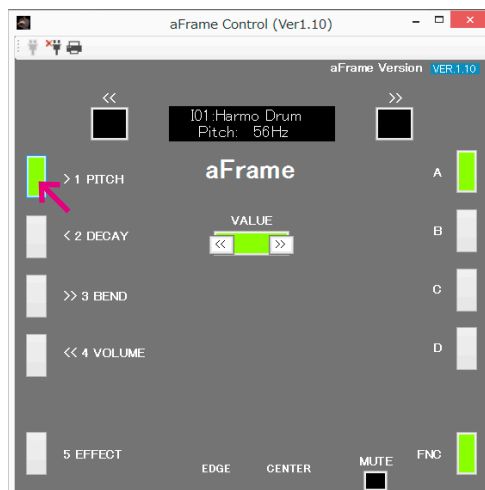 aFrame Control (Ver1.10)
aFrame Version VER.1.10
<< >>
I01:Harmo Drum
Pitch: 56Hz
aFrame
> 1 PITCH
A
VALUE
<< >>
< 2 DECAY
B
>> 3 BEND
C
<< 4 VOLUME
D
5 EFFECT
EDGE
CENTER
MUTE
FNC